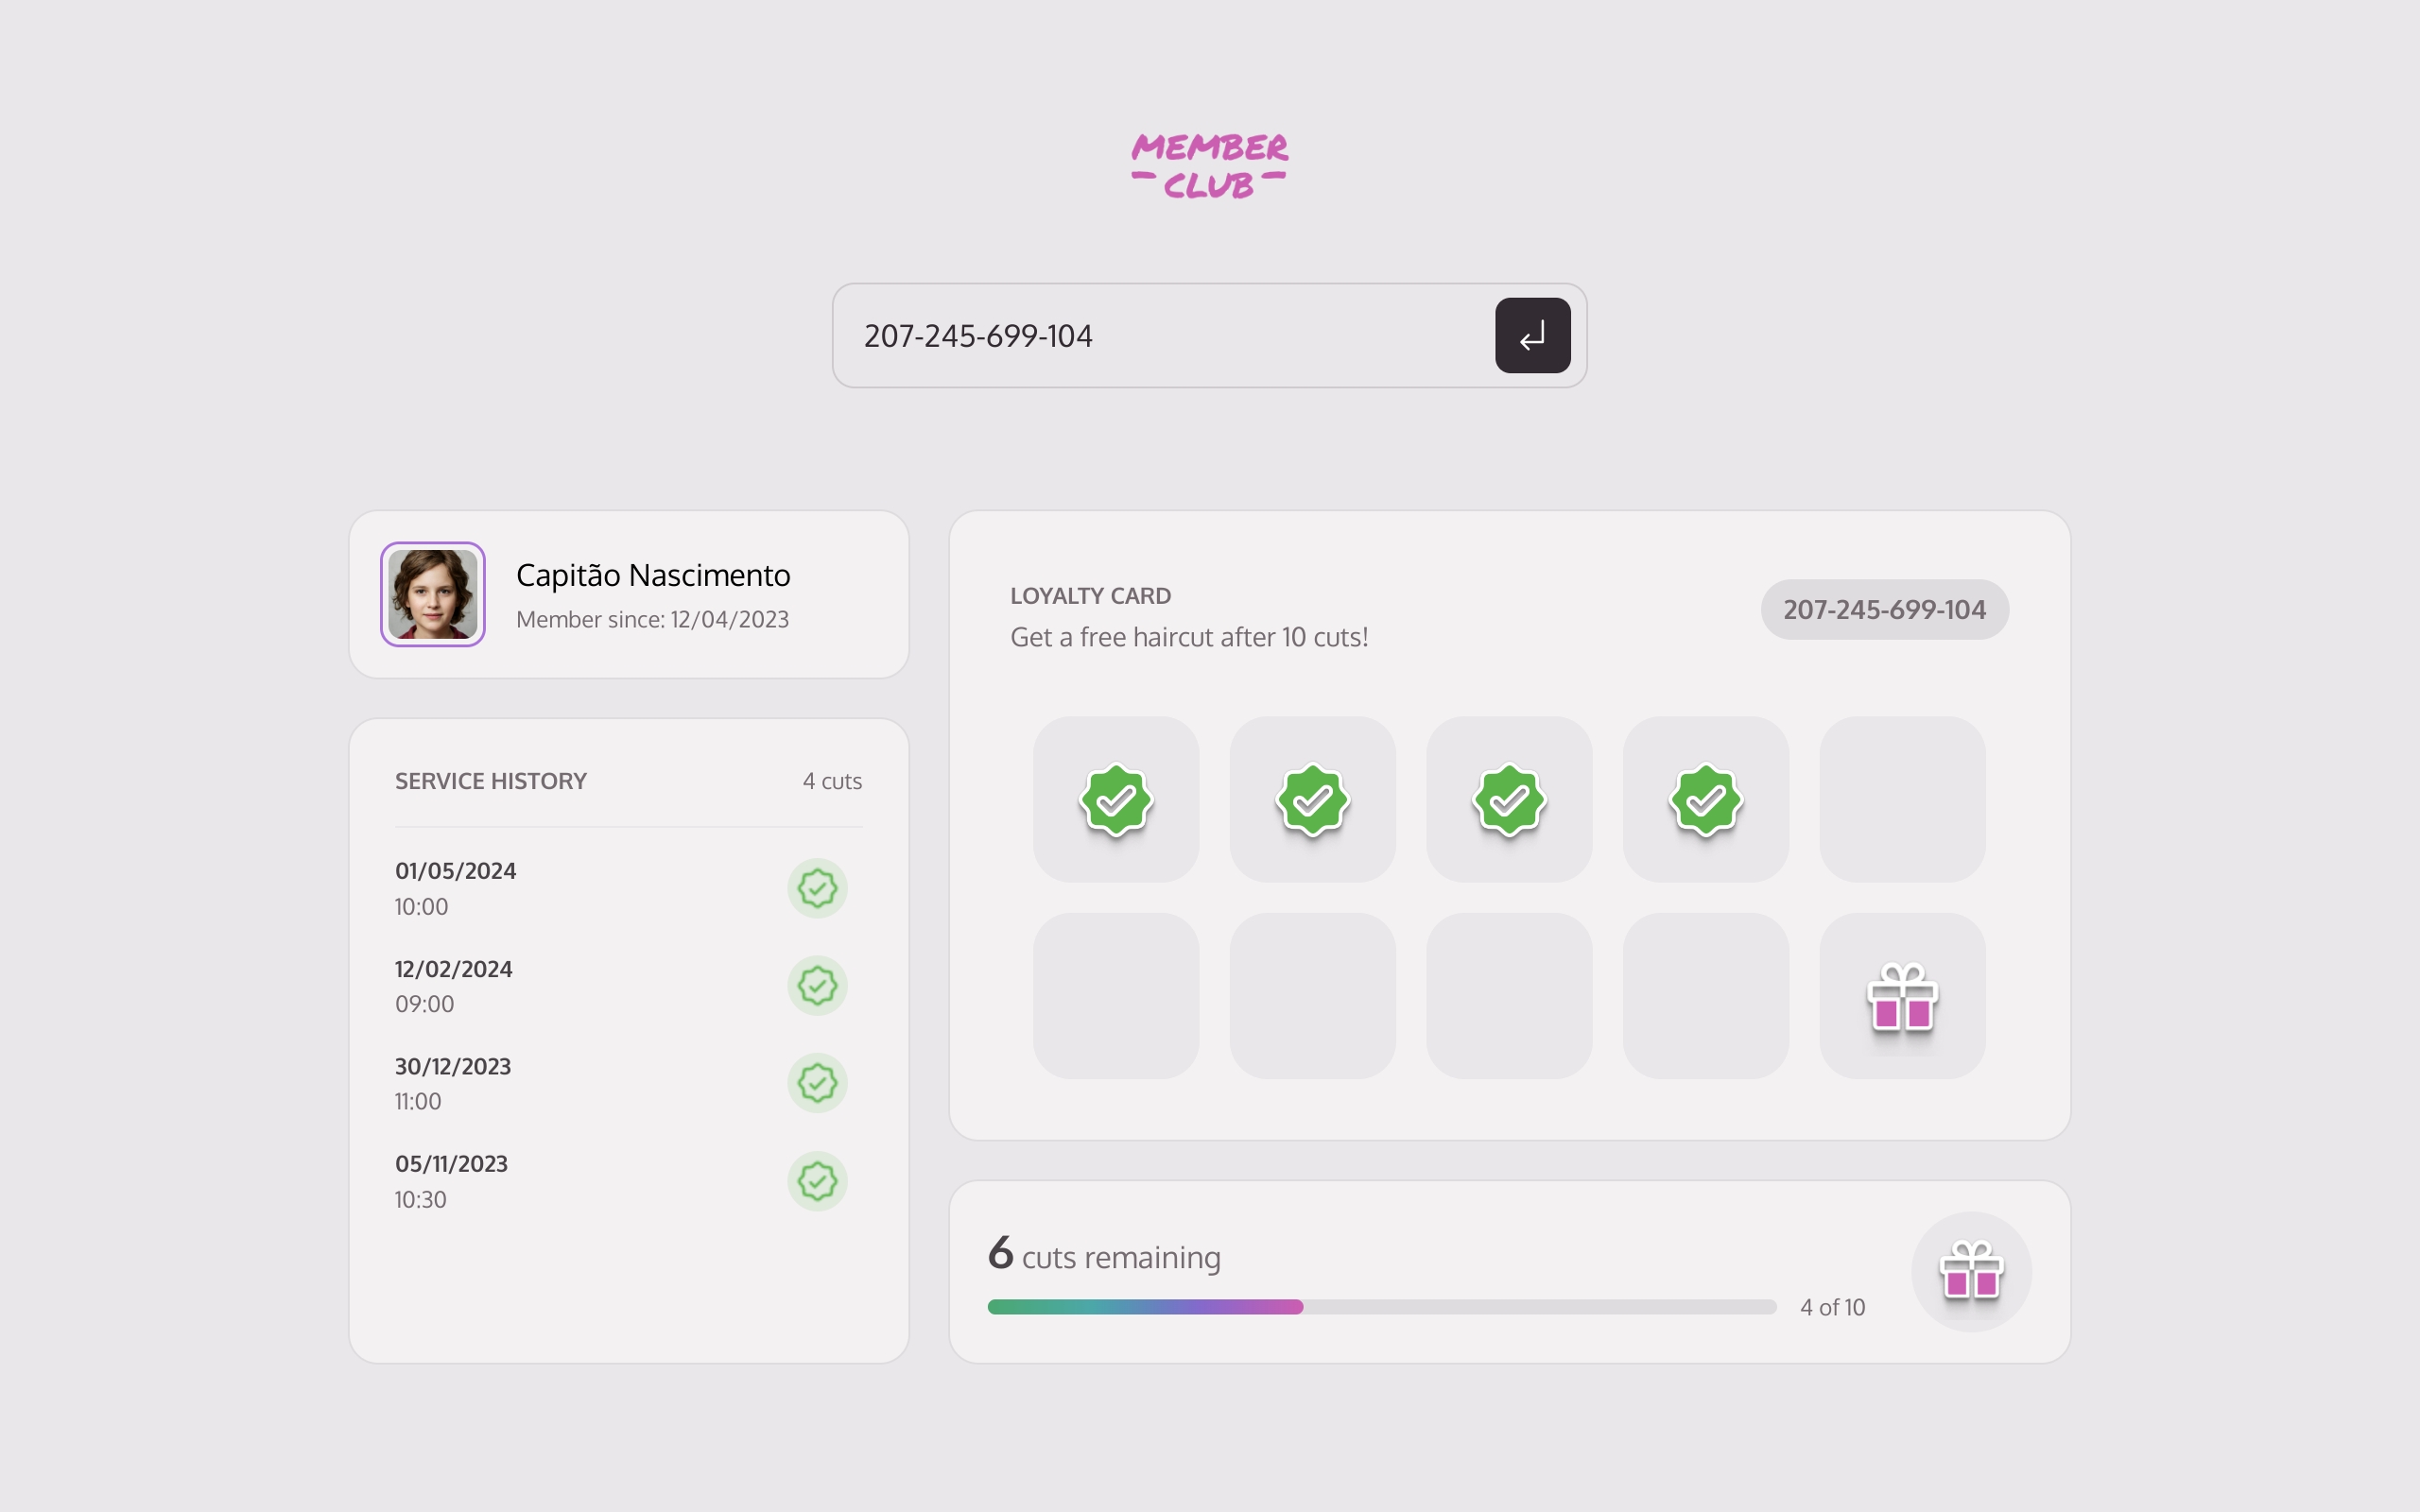 MEMBER
CLUB
207-245-699-104
Capitão Nascimento
Member since: 12/04/2023
SERVICE HISTORY
4 cuts
01/05/2024
10:00
12/02/2024
09:00
30/12/2023
11:00
05/11/2023
10:30
LOYALTY CARD
Get a free haircut after 10 cuts!
207-245-699-104
6 cuts remaining
4 of 10